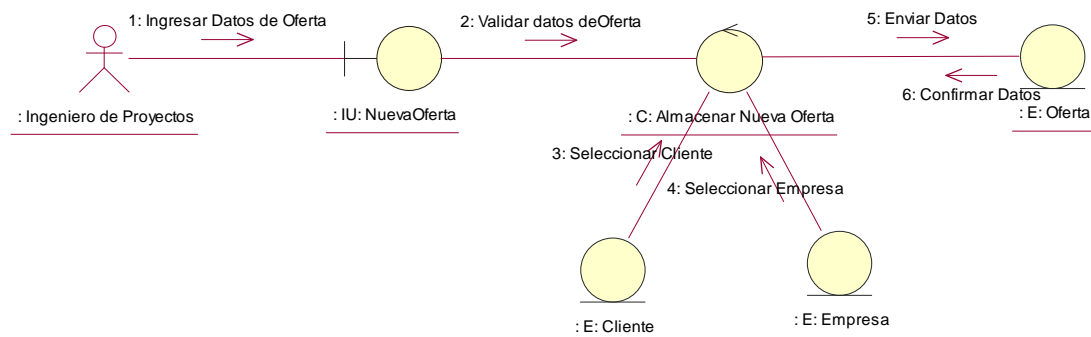 1: Ingresar Datos de Oferta
2: Validar datos deOferta
5: Enviar Datos
6: Confirmar Datos
: Ingeniero de Proyectos
: IU: NuevaOferta
: C: Almacenar Nueva Oferta
: E: Oferta
3: Seleccionar Cliente
4: Seleccionar Empresa
: E: Cliente
: E: Empresa